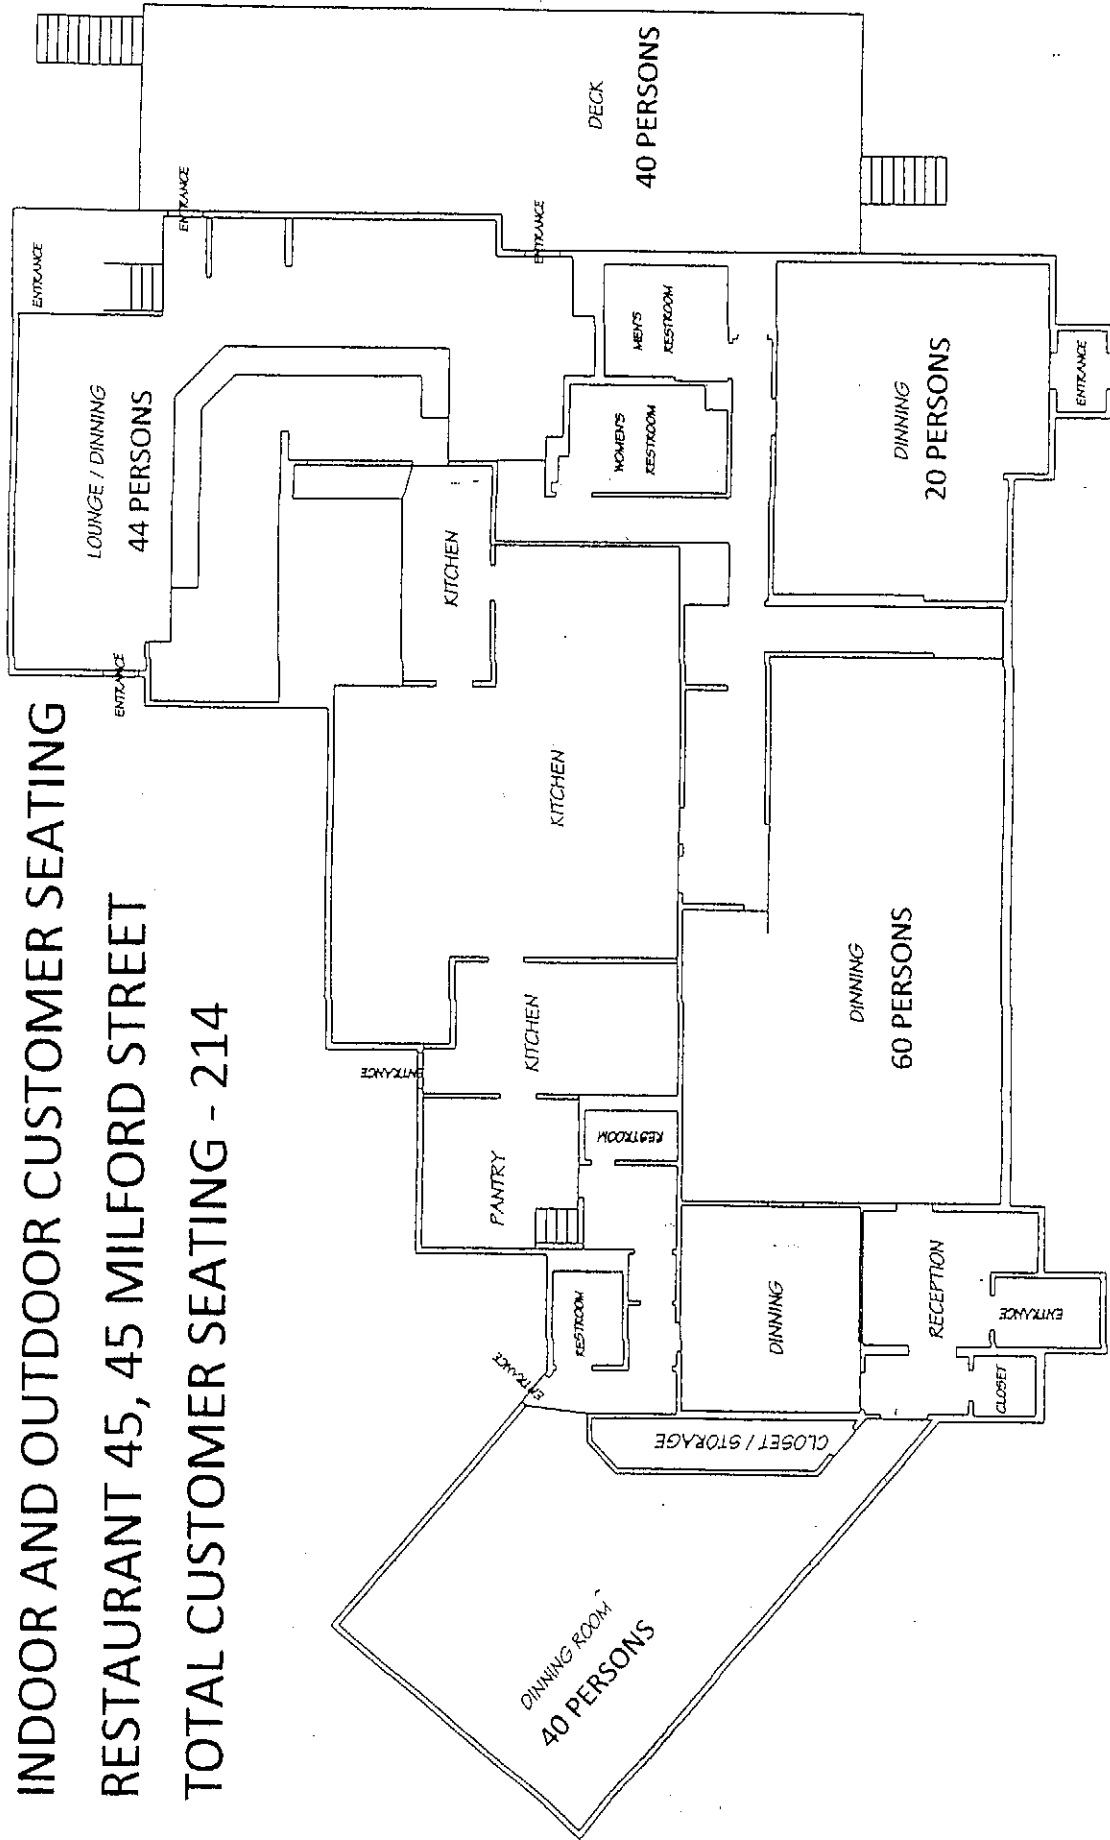 INDOOR AND OUTDOOR CUSTOMER SEATING
RESTAURANT 45, 45 MILFORD STREET
TOTAL CUSTOMER SEATING - 214
ENTRANCE
LOUNGE / DINNING
44 PERSONS
ENTRANCE
ENTRANCE
ENTRANCE
DECK
40 PERSONS
KITCHEN
WOMEN'S
RESTROOM
MEN'S
RESTROOM
KITCHEN
ENTRANCE
KITCHEN
PANTRY
RESTROOM
RESTROOM
ENTRANCE
CLOSET / STORAGE
DINNING ROOM
40 PERSONS
DINNING
RECEPTION
ENTRANCE
CLOSET
DINNING
60 PERSONS
DINNING
20 PERSONS
ENTRANCE